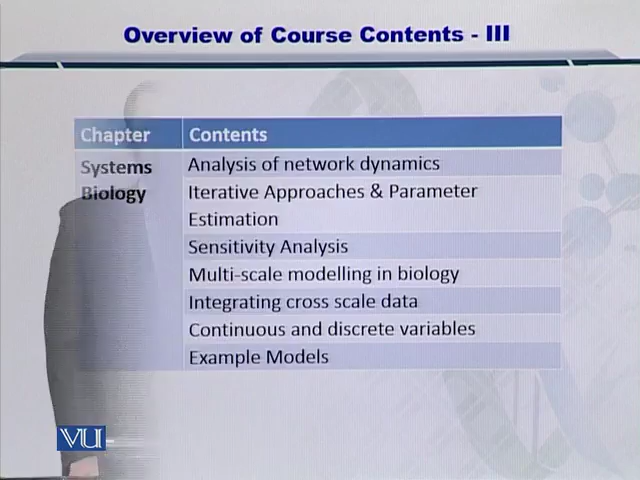 Overview of Course Contents - III
Chapter
Contents
Systems
Biology
Analysis of network dynamics
Iterative Approaches & Parameter
Estimation
Sensitivity Analysis
Multi-scale modelling in biology
Integrating cross scale data
Continuous and discrete variables
Example Models
VU